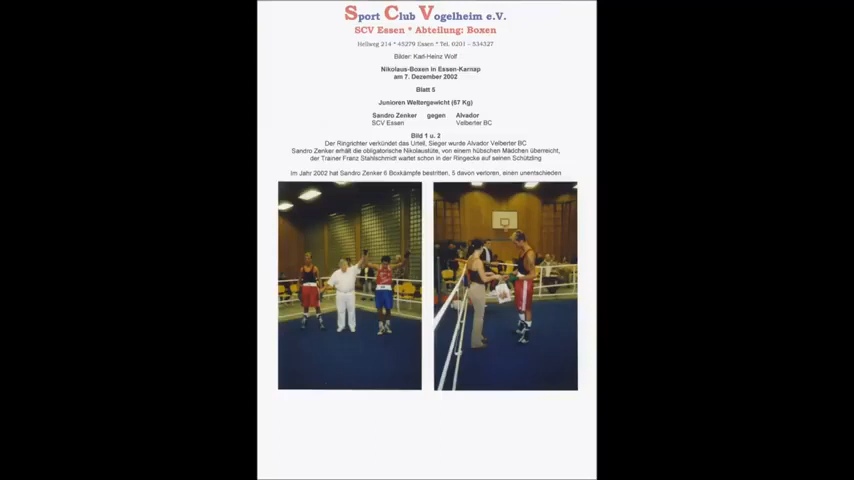 Sport Club Vogelheim e.V.
SCV Essen * Abteilung: Boxen
Hellweg 214 * 45279 Essen * Tel. 0201 – 534327
Bilder: Karl-Heinz Wolf
Nikolaus-Boxen in Essen-Karnap
am 7. Dezember 2002
Blatt 5
Junioren Weltergewicht (67 Kg)
Sandro Zenker gegen Alvador
SCV Essen Velberter BC
Bild 1 u. 2
Der Ringrichter verkündet das Urteil, Sieger wurde Alvador Velberter BC
Sandro Zenker erhält die obligatorische Nikolaustüte, von einem hübschen Mädchen überreicht,
der Trainer Franz Stahlschmidt wartet schon in der Ringecke auf seinen Schützling
Im Jahr 2002 hat Sandro Zenker 6 Boxkämpfe bestritten, 5 davon verloren, einen unentschieden